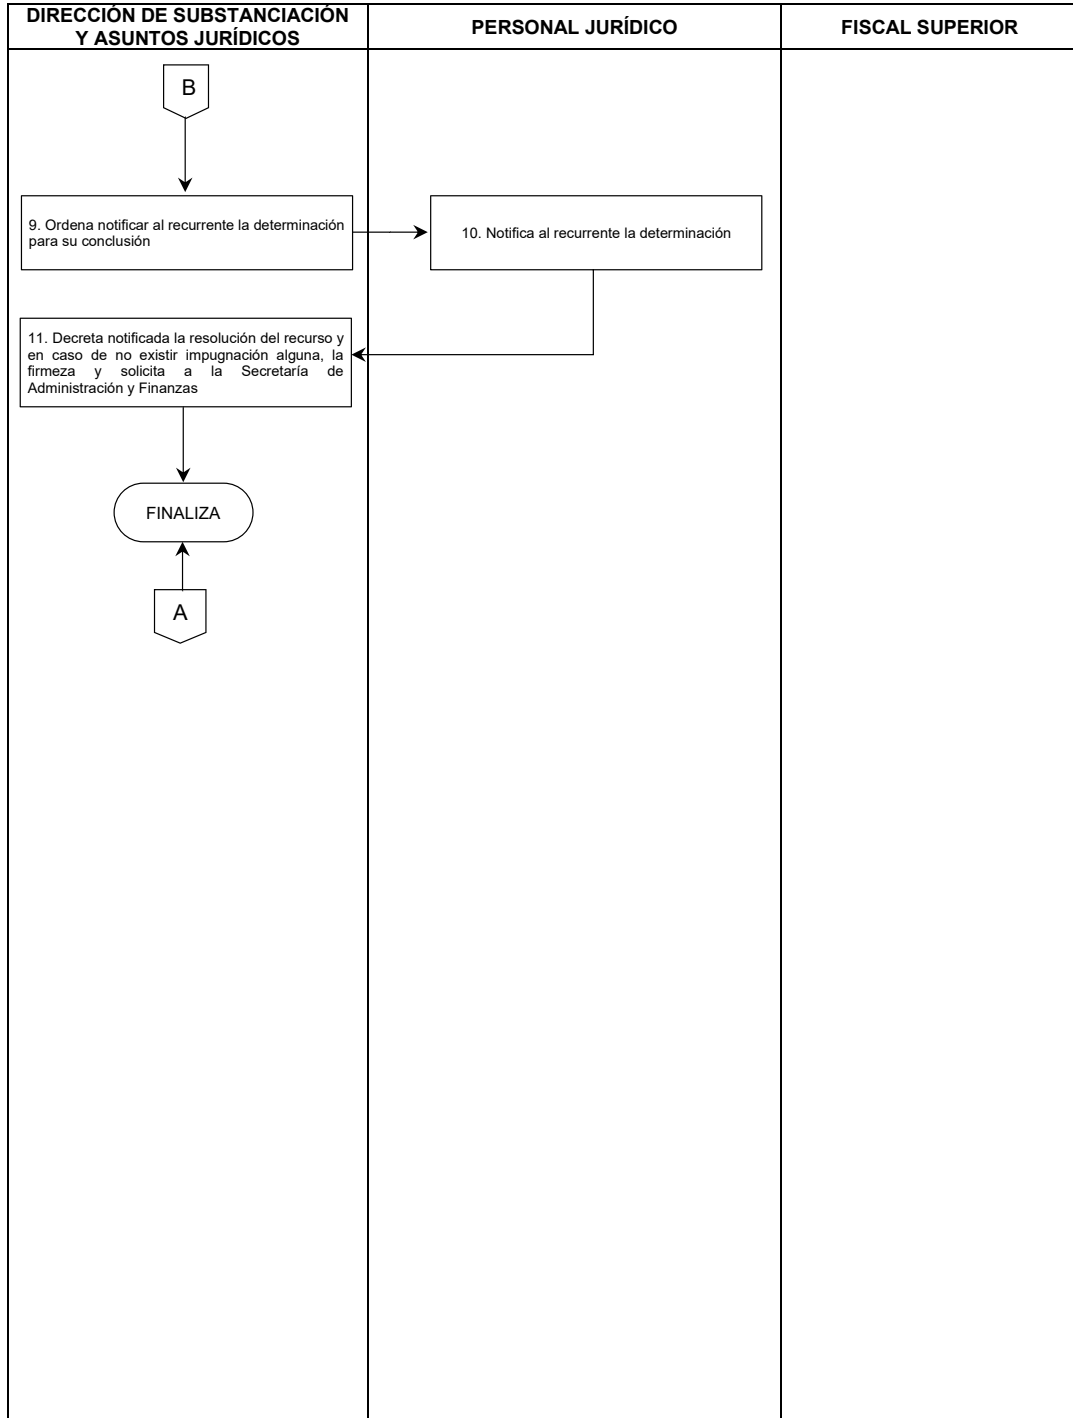 DIRECCIÓN DE SUBSTANCIACIÓN
Y ASUNTOS JURÍDICOS
PERSONAL JURÍDICO
FISCAL SUPERIOR
B
9. Ordena notificar al recurrente la determinación
para su conclusión
10. Notifica al recurrente la determinación
11. Decreta notificada la resolución del recurso y
en caso de no existir impugnación alguna, la
firmeza y solicita a la Secretaría de
Administración y Finanzas
FINALIZA
A